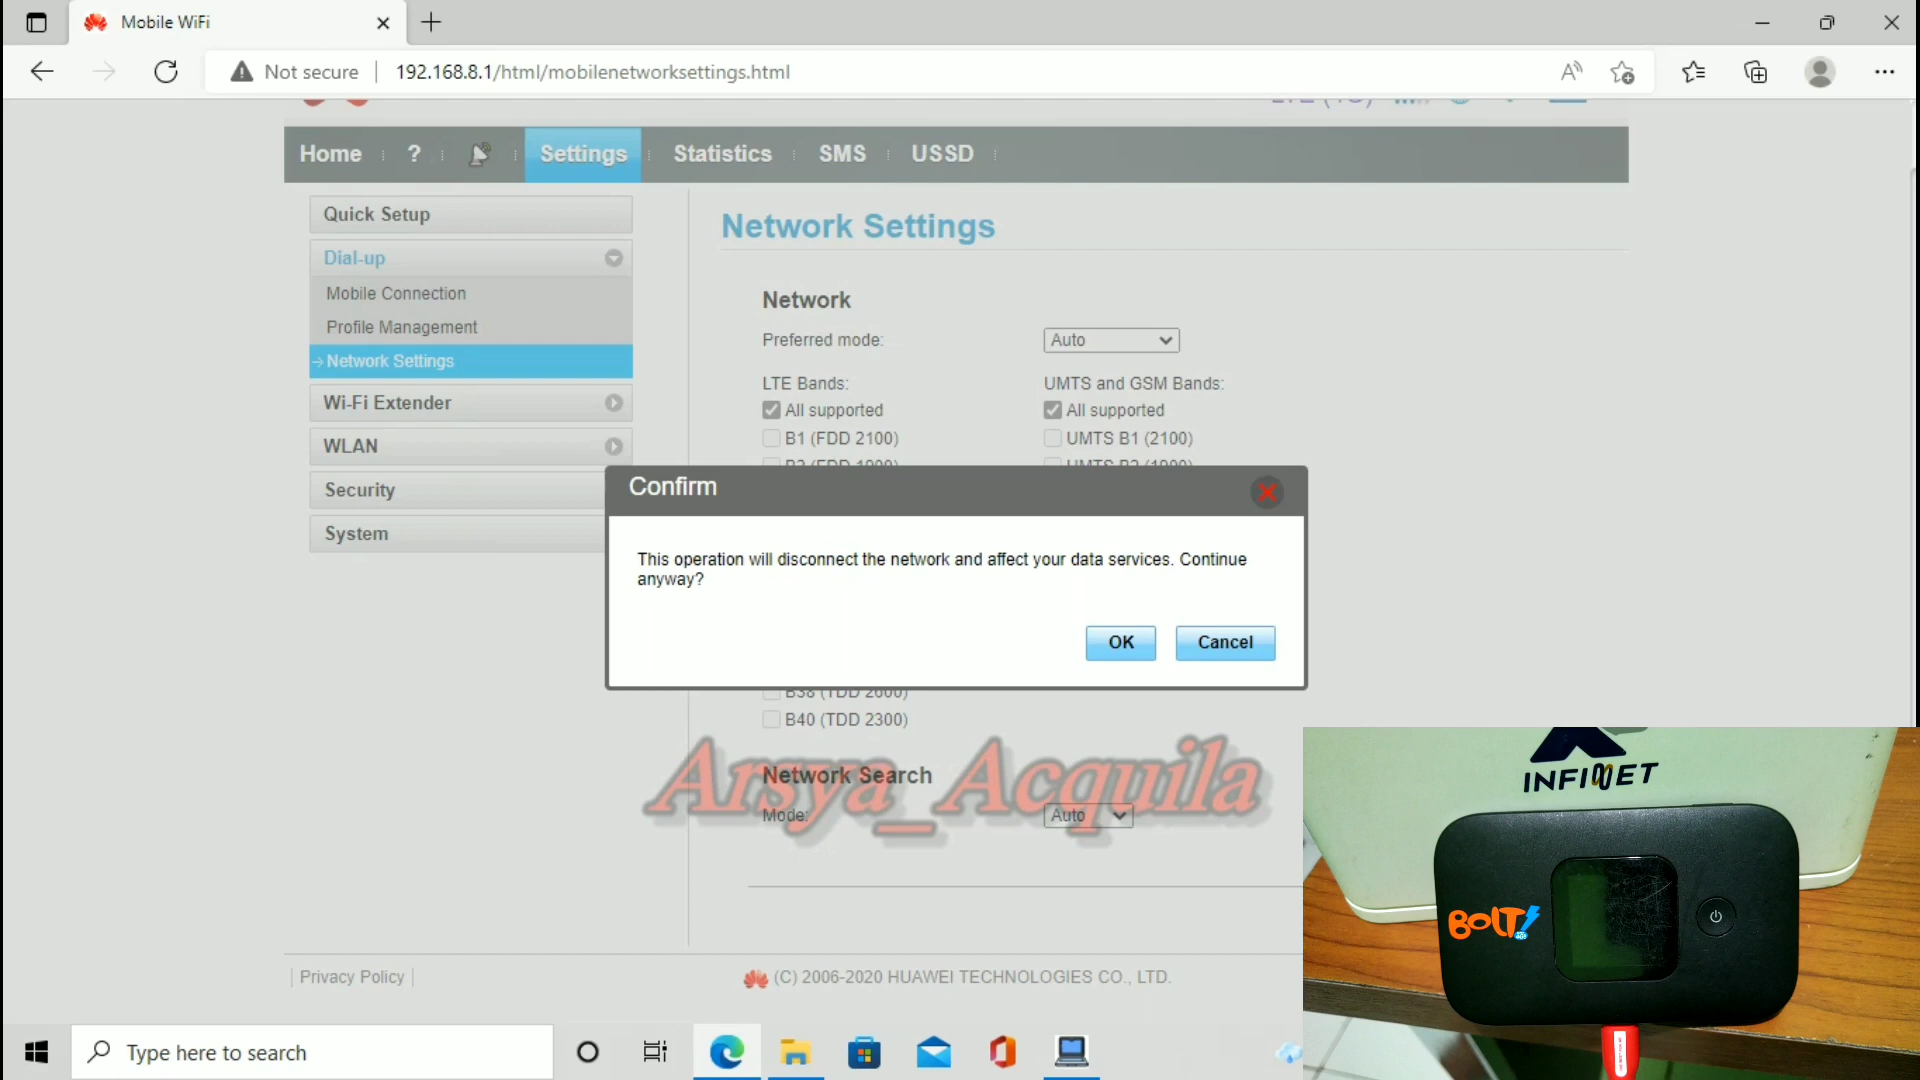 Mobile WiFi
Not secure
192.168.8.1/html/mobilenetworksettings.html
Home
?
Settings
Statistics
SMS
USSD
Quick Setup
Dial-up
Mobile Connection
Profile Management
Network Settings
Wi-Fi Extender
WLAN
Security
System
Network Settings
Network
Preferred mode:
Auto
LTE Bands:
UMTS and GSM Bands:
All supported
All supported
B1 (FDD 2100)
UMTS B1 (2100)
Confirm
This operation will disconnect the network and affect your data services. Continue
anyway?
OK
Cancel
B38 (TDD 2600)
B40 (TDD 2300)
Arsya_Acquila
Network Search
Mode:
Auto
INFINET
BOLT!
Privacy Policy
(C) 2006-2020 HUAWEI TECHNOLOGIES CO., LTD.
Type here to search